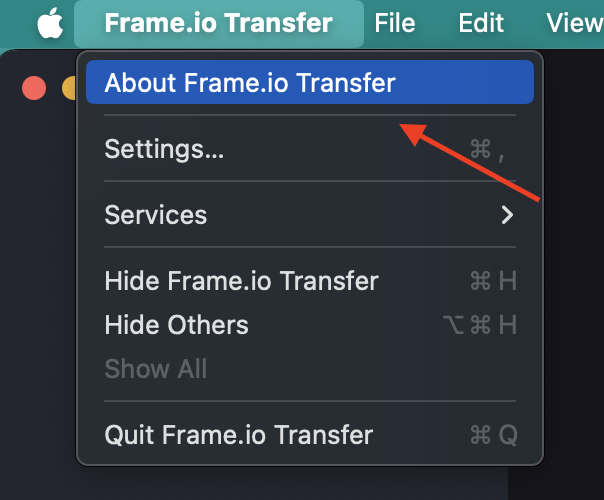 Frame.io Transfer File Edit View
About Frame.io Transfer
Settings... ⌘ ,
Services
Hide Frame.io Transfer ⌘ H
Hide Others ⌥ ⌘ H
Show All
Quit Frame.io Transfer ⌘ Q